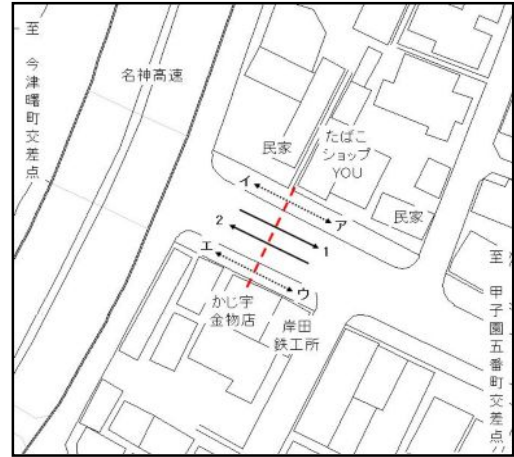 至 今津曙町交差点
名神高速
民家
たばこ
ショップ
YOU
民家
イ
ア
2
1
エ
ウ
かじ宇
金物店
岸田
鉄工所
至 甲子園五番町交差点